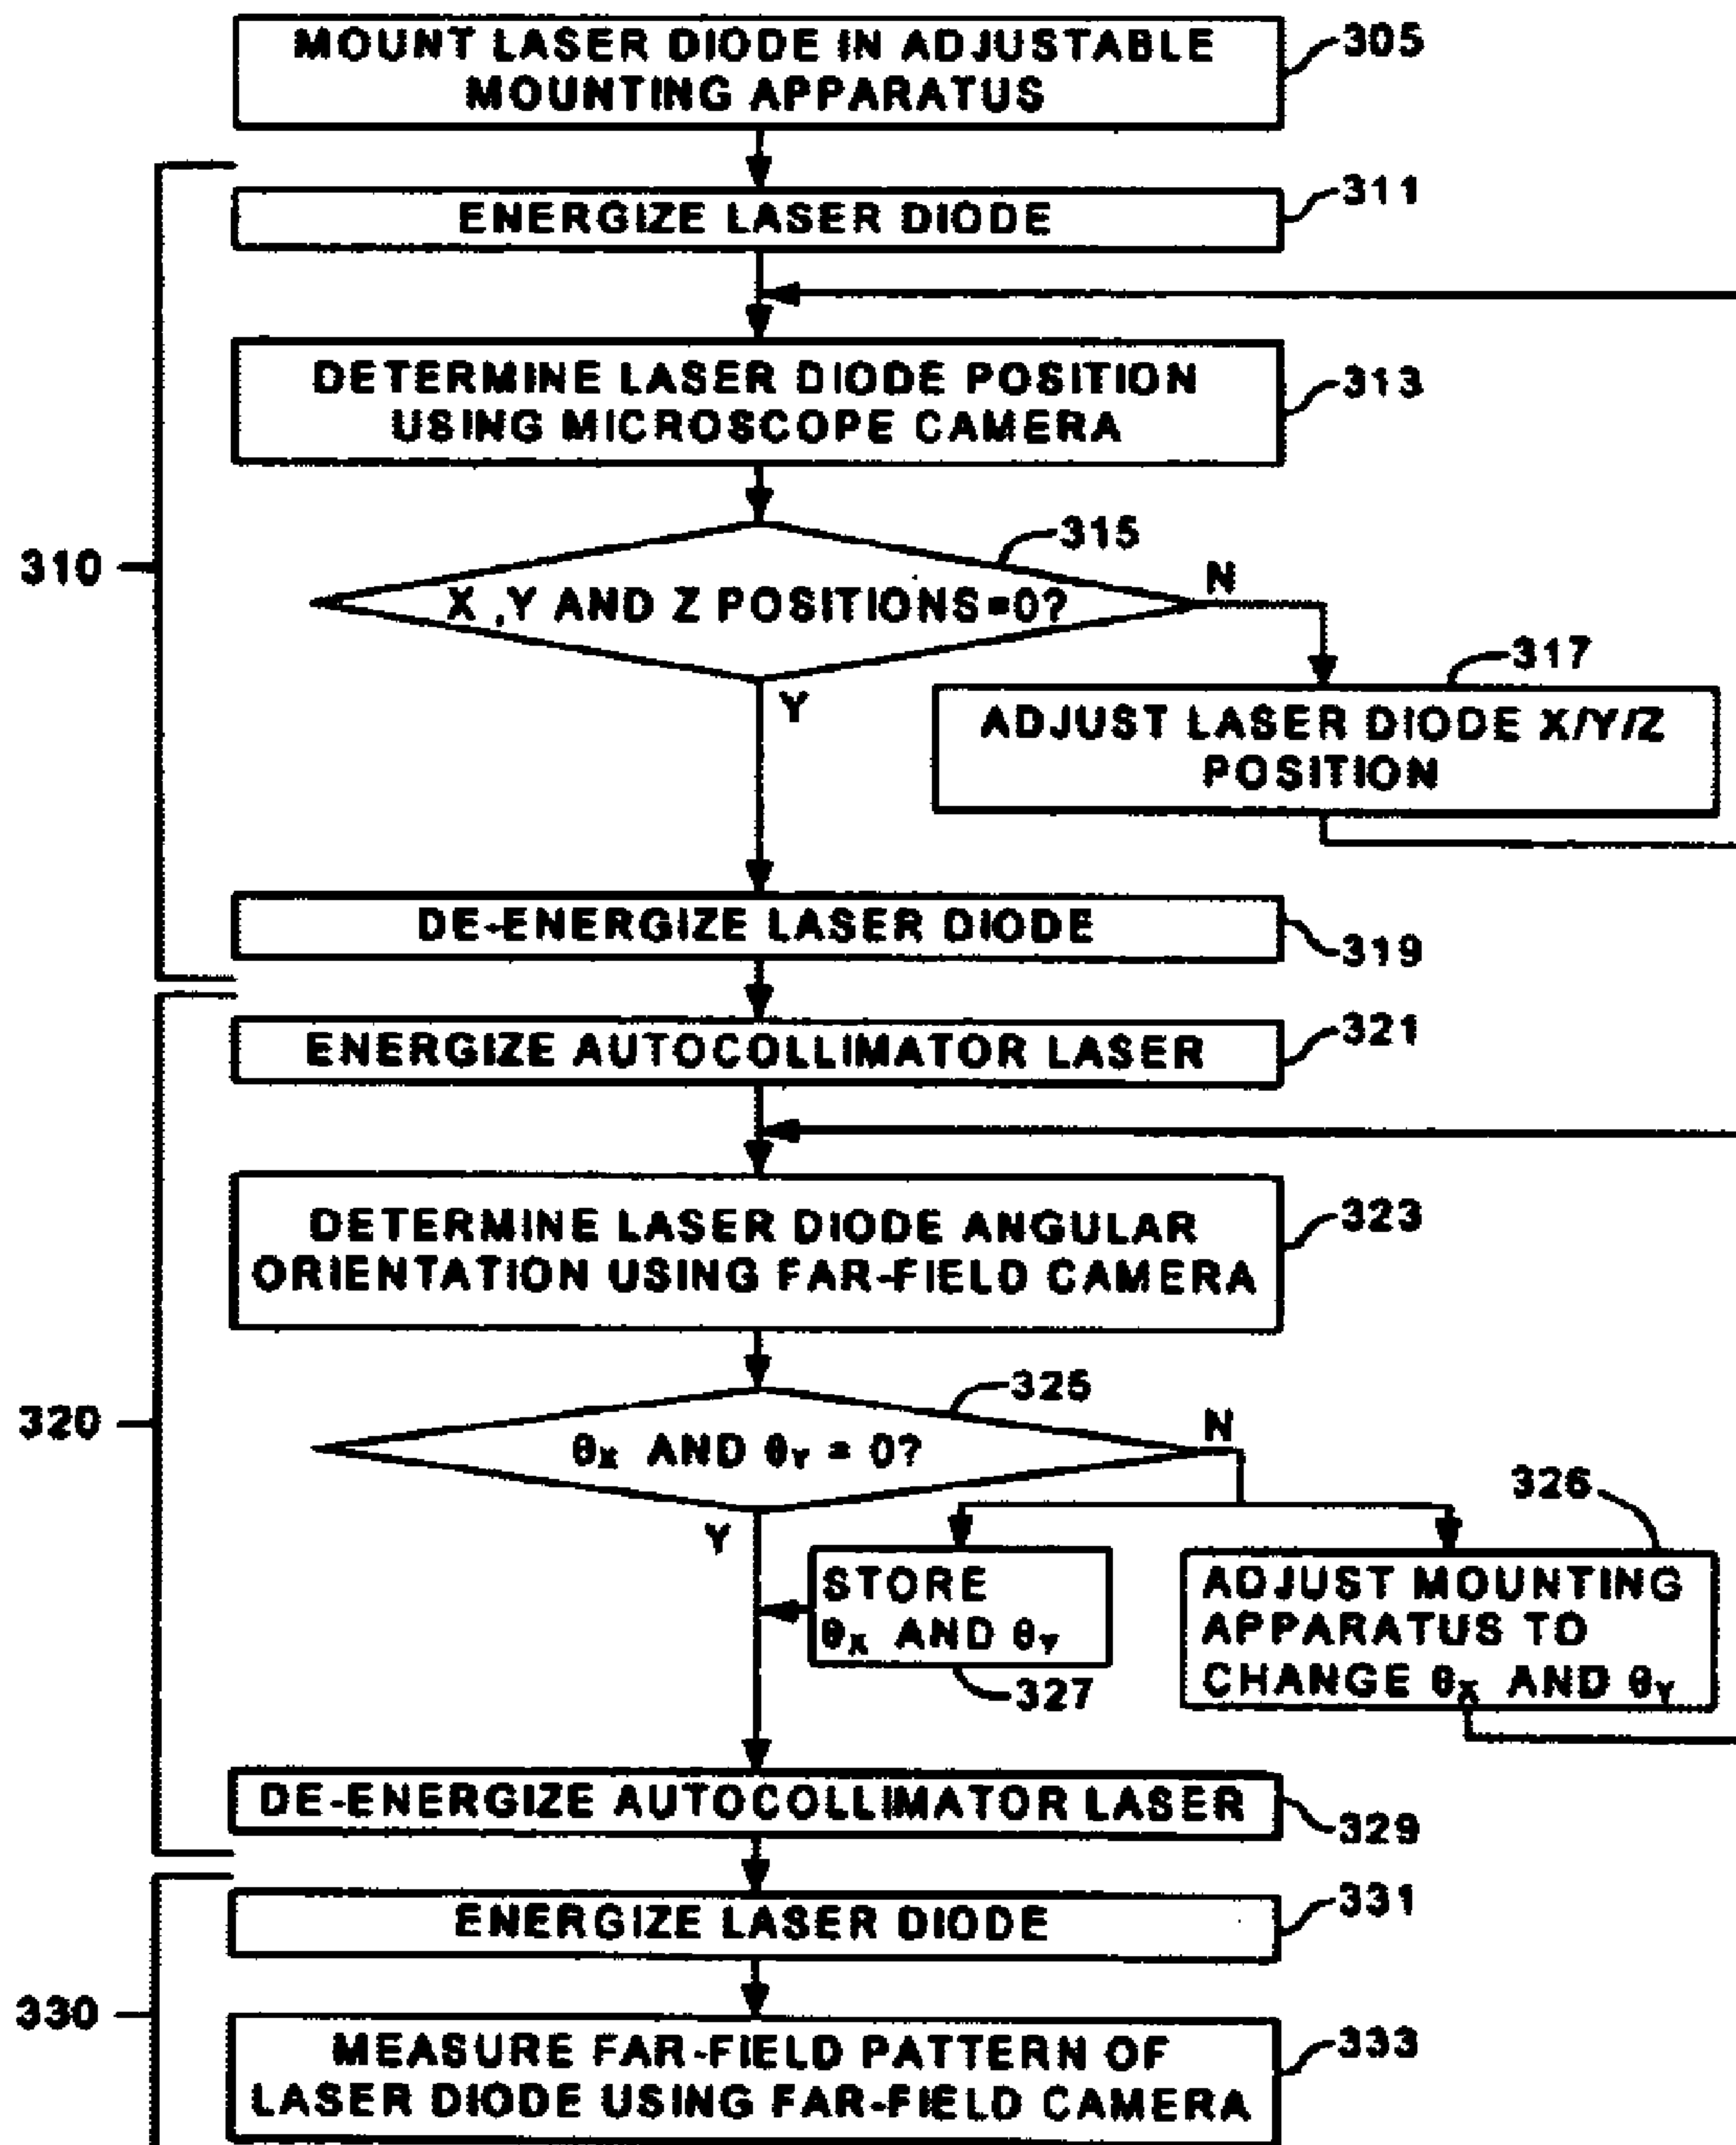 MOUNT LASER DIODE IN ADJUSTABLE
MOUNTING APPARATUS
305
ENERGIZE LASER DIODE
311
DETERMINE LASER DIODE POSITION
USING MICROSCOPE CAMERA
313
310
315
X ,Y AND Z POSITIONS=0?
N
Y
317
ADJUST LASER DIODE X/Y/Z
POSITION
DE-ENERGIZE LASER DIODE
319
ENERGIZE AUTOCOLLIMATOR LASER
321
DETERMINE LASER DIODE ANGULAR
ORIENTATION USING FAR-FIELD CAMERA
323
320
325
θX AND θY = 0?
N
Y
STORE
θX AND θY
327
326
ADJUST MOUNTING
APPARATUS TO
CHANGE θX AND θY
DE-ENERGIZE AUTOCOLLIMATOR LASER
329
ENERGIZE LASER DIODE
331
330
MEASURE FAR-FIELD PATTERN OF
LASER DIODE USING FAR-FIELD CAMERA
333